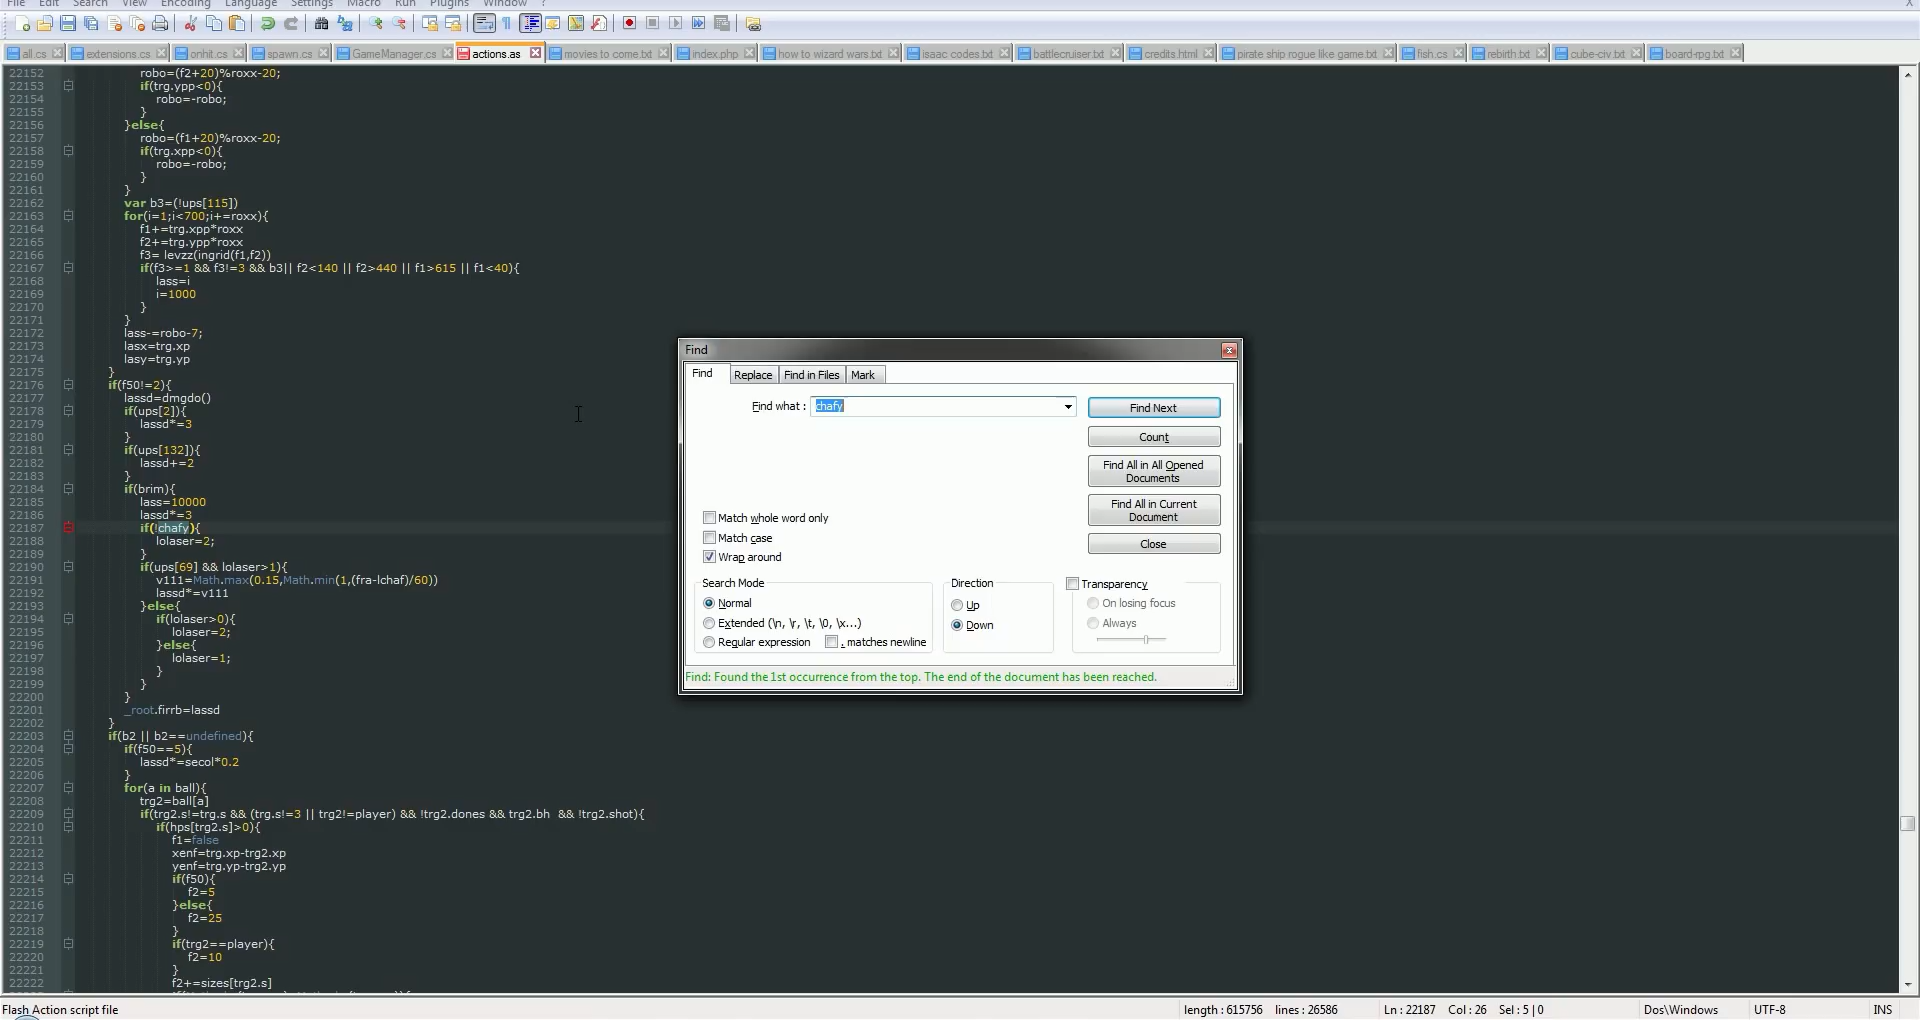 File Edit Search View Encoding Language Settings Macro Run Plugins Window ? X
all.cs extensions.cs onhit.cs spawn.cs GameManager.cs actions.as movies to come.txt index.php how to wizard wars.txt isaac codes.txt battlecruiser.txt credits.html pirate ship rogue like game.txt fish.cs rebirth.txt cube-civ.txt board-rpg.txt
22152 robo=(f2+20)%roxx-20;
22153 if(trg.ypp<0){
22154 robo=-robo;
22155 }
22156 }else{
22157 robo=(f1+20)%roxx-20;
22158 if(trg.xpp<0){
22159 robo=-robo;
22160 }
22161 }
22162 var b3=(!ups[115])
22163 for(i=1;i<700;i+=roxx){
22164 f1+=trg.xpp*roxx
22165 f2+=trg.ypp*roxx
22166 f3= levzz(ingrid(f1,f2))
22167 if(f3>=1 && f3!=3 && b3|| f2<140 || f2>440 || f1>615 || f1<40){
22168 lass=i
22169 i=1000
22170 }
22171 }
22172 lass-=robo-7;
22173 lasx=trg.xp
22174 lasy=trg.yp
22175 }
22176 if(f50!=2){
22177 lassd=dmgdo()
22178 if(ups[2]){
22179 lassd*=3
22180 }
22181 if(ups[132]){
22182 lassd+=2
22183 }
22184 if(brim){
22185 lass=10000
22186 lassd*=3
22187 if(!chafy){
22188 lolaser=2;
22189 }
22190 if(ups[69] && lolaser>1){
22191 v111=Math.max(0.15,Math.min(1,(fra-lchaf)/60))
22192 lassd*=v111
22193 }else{
22194 if(lolaser>0){
22195 lolaser=2;
22196 }else{
22197 lolaser=1;
22198 }
22199 }
22200 }
22201 _root.firrb=lassd
22202 }
22203 if(b2 || b2==undefined){
22204 if(f50==5){
22205 lassd*=secol*0.2
22206 }
22207 for(a in ball){
22208 trg2=ball[a]
22209 if(trg2.s!=trg.s && (trg.s!=3 || trg2!=player) && !trg2.dones && trg2.bh && !trg2.shot){
22210 if(hps[trg2.s]>0){
22211 f1=false
22212 xenf=trg.xp-trg2.xp
22213 yenf=trg.yp-trg2.yp
22214 if(f50){
22215 f2=5
22216 }else{
22217 f2=25
22218 }
22219 if(trg2==player){
22220 f2=10
22221 }
22222 f2+=sizes[trg2.s]
Find
Find Replace Find in Files Mark
Find what : chafy
Find Next
Count
Find All in All Opened
Documents
Find All in Current
Document
Close
Match whole word only
Match case
Wrap around
Search Mode
Normal
Extended (\n, \r, \t, \0, \x...)
Regular expression . matches newline
Direction
Up
Down
Transparency
On losing focus
Always
Find: Found the 1st occurrence from the top. The end of the document has been reached.
Flash Action script file length : 615756 lines : 26586 Ln : 22187 Col : 26 Sel : 5 | 0 Dos\Windows UTF-8 INS